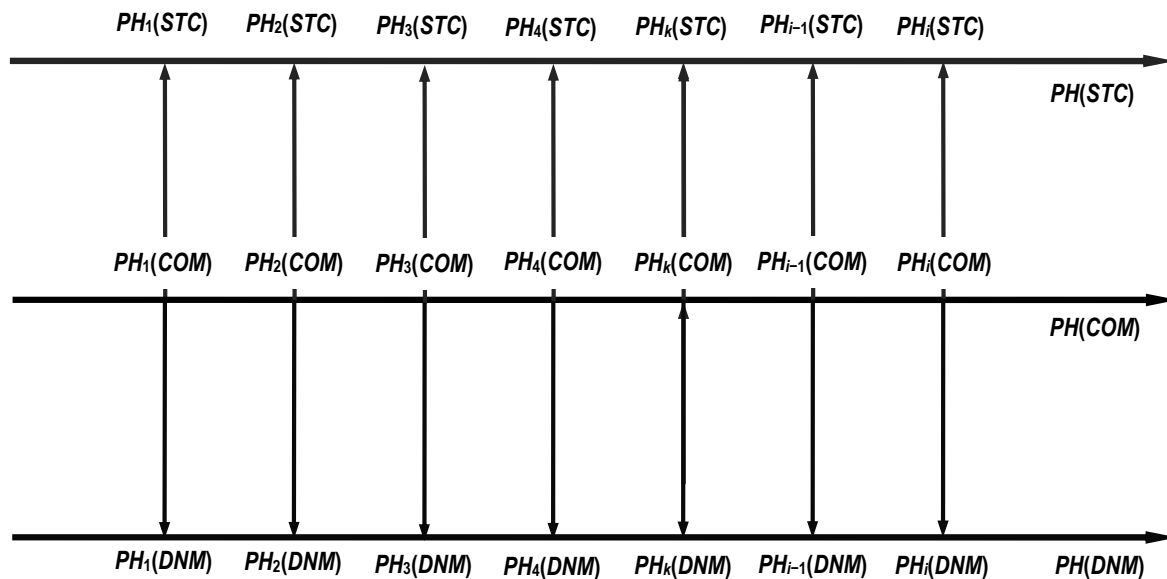 PH₁(STC) PH₂(STC) PH₃(STC) PH₄(STC) PHₖ(STC) PHᵢ₋₁(STC) PHᵢ(STC)
PH(STC)
PH₁(COM) PH₂(COM) PH₃(COM) PH₄(COM) PHₖ(COM) PHᵢ₋₁(COM) PHᵢ(COM)
PH(COM)
PH₁(DNM) PH₂(DNM) PH₃(DNM) PH₄(DNM) PHₖ(DNM) PHᵢ₋₁(DNM) PHᵢ(DNM) PH(DNM)